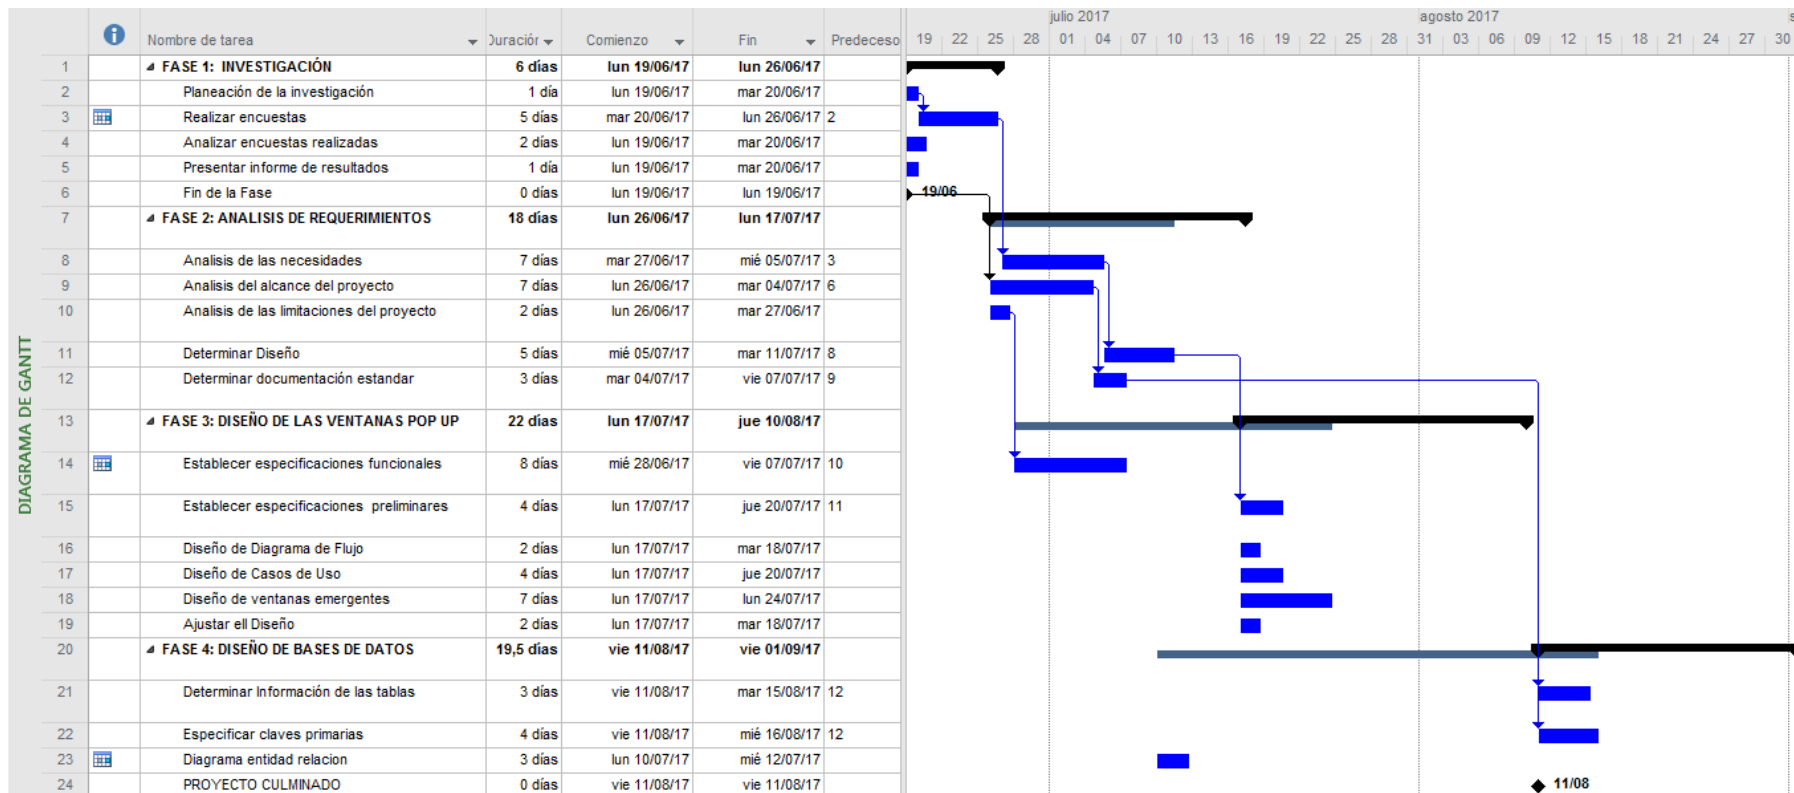 julio 2017 agosto 2017 s
Nombre de tarea Duración Comienzo Fin Predeceso 19 22 25 28 01 04 07 10 13 16 19 22 25 28 31 03 06 09 12 15 18 21 24 27 30
1 FASE 1: INVESTIGACIÓN 6 días lun 19/06/17 lun 26/06/17
2 Planeación de la investigación 1 día lun 19/06/17 mar 20/06/17
3 Realizar encuestas 5 días mar 20/06/17 lun 26/06/17 2
4 Analizar encuestas realizadas 2 días lun 19/06/17 mar 20/06/17
5 Presentar informe de resultados 1 día lun 19/06/17 mar 20/06/17
6 Fin de la Fase 0 días lun 19/06/17 lun 19/06/17 19/06
7 FASE 2: ANALISIS DE REQUERIMIENTOS 18 días lun 26/06/17 lun 17/07/17
8 Analisis de las necesidades 7 días mar 27/06/17 mié 05/07/17 3
9 Analisis del alcance del proyecto 7 días lun 26/06/17 mar 04/07/17 6
10 Analisis de las limitaciones del proyecto 2 días lun 26/06/17 mar 27/06/17
11 Determinar Diseño 5 días mié 05/07/17 mar 11/07/17 8
12 Determinar documentación estandar 3 días mar 04/07/17 vie 07/07/17 9
13 FASE 3: DISEÑO DE LAS VENTANAS POP UP 22 días lun 17/07/17 jue 10/08/17
14 Establecer especificaciones funcionales 8 días mié 28/06/17 vie 07/07/17 10
15 Establecer especificaciones preliminares 4 días lun 17/07/17 jue 20/07/17 11
16 Diseño de Diagrama de Flujo 2 días lun 17/07/17 mar 18/07/17
17 Diseño de Casos de Uso 4 días lun 17/07/17 jue 20/07/17
18 Diseño de ventanas emergentes 7 días lun 17/07/17 lun 24/07/17
19 Ajustar ell Diseño 2 días lun 17/07/17 mar 18/07/17
20 FASE 4: DISEÑO DE BASES DE DATOS 19,5 días vie 11/08/17 vie 01/09/17
21 Determinar Información de las tablas 3 días vie 11/08/17 mar 15/08/17 12
22 Especificar claves primarias 4 días vie 11/08/17 mié 16/08/17 12
23 Diagrama entidad relacion 3 días lun 10/07/17 mié 12/07/17
24 PROYECTO CULMINADO 0 días vie 11/08/17 vie 11/08/17 11/08
DIAGRAMA DE GANTT